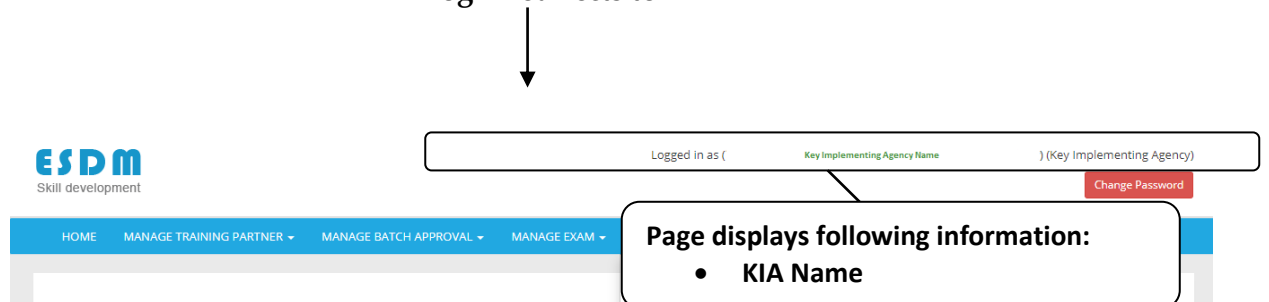 ESDM
Skill development
Logged in as ( Key Implementing Agency Name ) (Key Implementing Agency)
Change Password
HOME MANAGE TRAINING PARTNER MANAGE BATCH APPROVAL MANAGE EXAM
Page displays following information:
• KIA Name